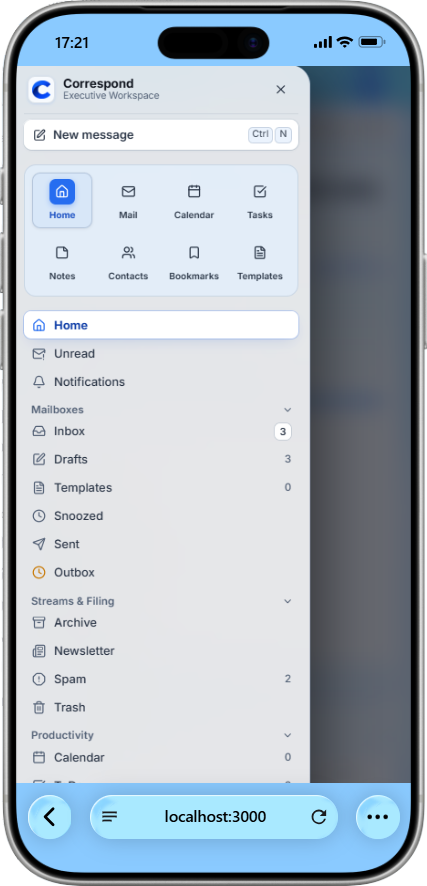 17:21
Correspond
Executive Workspace
New message Ctrl N
Home Mail Calendar Tasks
Notes Contacts Bookmarks Templates
Home
Unread
Notifications
Mailboxes
Inbox 3
Drafts 3
Templates 0
Snoozed
Sent
Outbox
Streams & Filing
Archive
Newsletter
Spam 2
Trash
Productivity
Calendar 0
localhost:3000